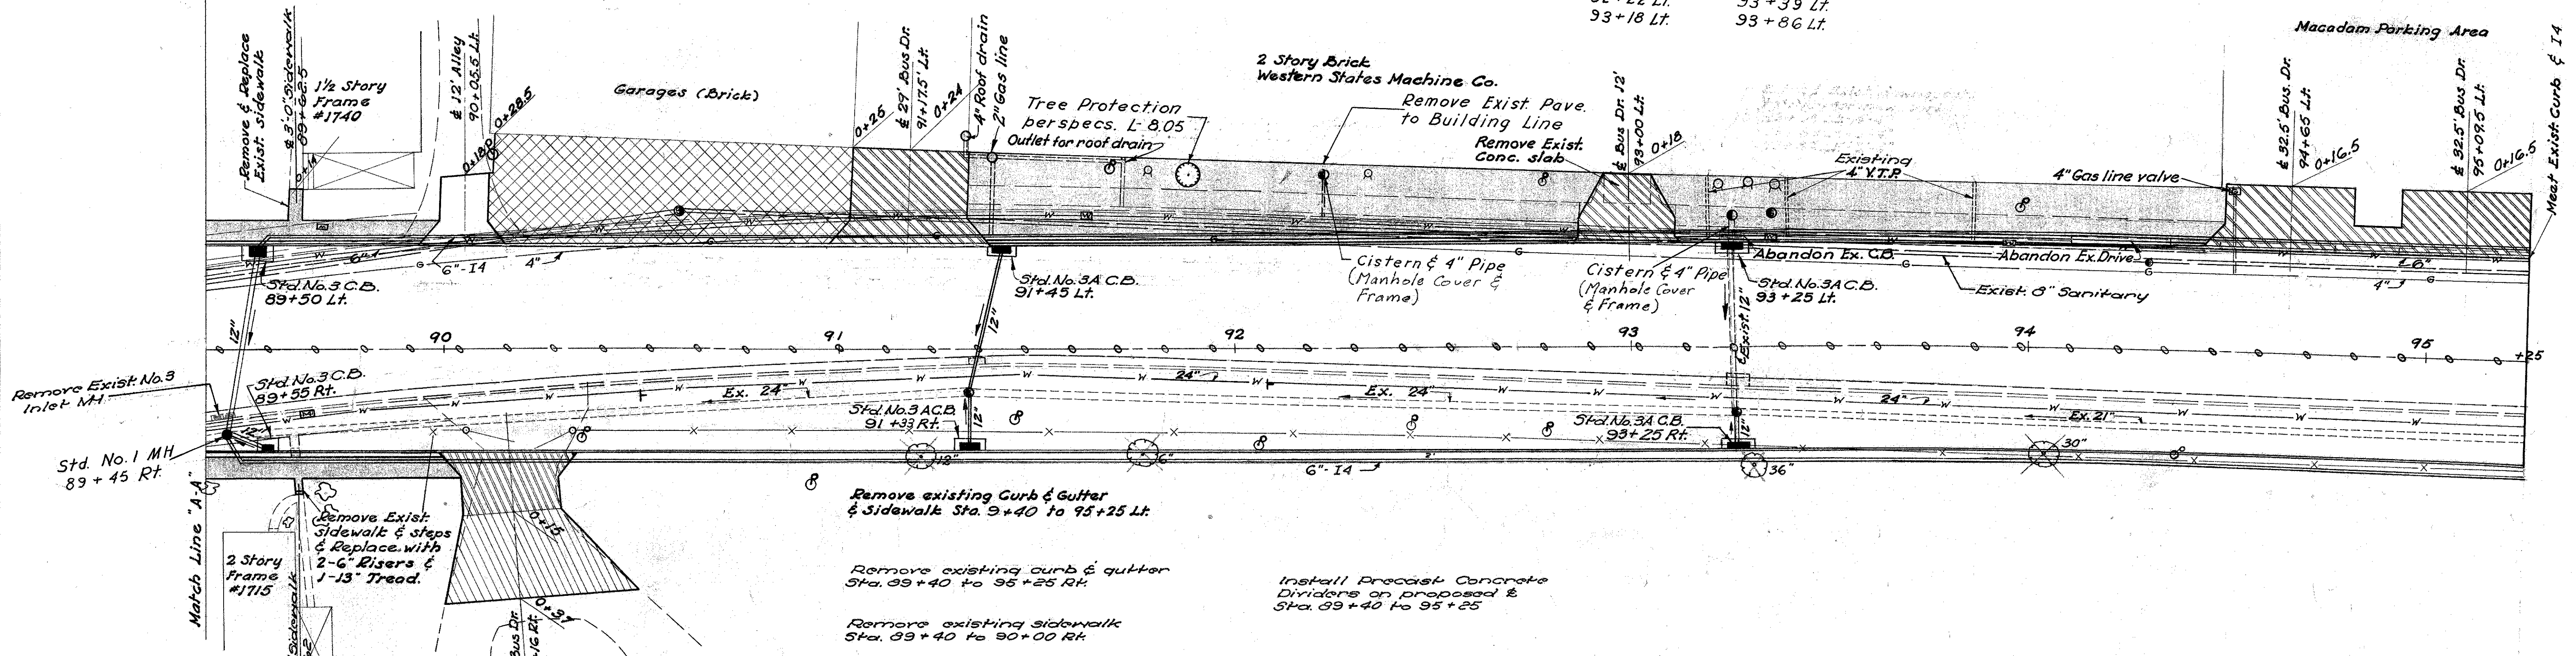 93+39 Lt.
93+18 Lt.
93+86 Lt.
Macadam Parking Area
Meet Exist. Curb & I4
Remove & Replace
Exist. sidewalk
℄ 3'-0" Sidewalk
89+62.5
0+14
1½ Story
Frame
#1740
℄ 12' Alley
90+05.5 Lt.
0+18
0+28.5
Garages (Brick)
0+25
℄ 29' Bus Dr.
91+17.5' Lt.
0+24
4" Roof drain
2" Gas line
Tree Protection
per specs. L-8.05
Outlet for roof drain
2 Story Brick
Western States Machine Co.
Remove Exist. Pave.
to Building Line
Remove Exist.
Conc. slab
℄ Bus Dr. 12'
93+00 Lt.
0+18
Existing
4" V.T.P.
4" Gas line valve
℄ 32.5' Bus. Dr.
94+65 Lt.
0+16.5
℄ 32.5' Bus. Dr.
95+09.5 Lt.
0+16.5
6"
6"-I4
4"
Std. No. 3 C.B.
89+50 Lt.
12"
Std. No. 3A C.B.
91+45 Lt.
12"
Cistern & 4" Pipe
(Manhole Cover &
Frame)
Cistern & 4" Pipe
(Manhole Cover
& Frame)
Abandon Ex. C.B.
Std. No. 3A C.B.
93+25 Lt.
Exist. 12"
Abandon Ex. Drive
Exist. 8" Sanitary
6"
4"
90
91
92
93
94
95
+25
Remove Exist. No. 3
Inlet MH
Std. No. 3 C.B.
89+55 Rt.
12"
Std. No. 1 MH
89+45 Rt.
Ex. 24"
Std. No. 3A C.B.
91+33 Rt.
12"
24"
Ex. 24"
Std. No. 3A C.B.
93+25 Rt.
12"
24"
Ex. 21"
12"
6"
6"-I4
36"
30"
Match Line "A-A"
Remove Exist.
sidewalk & steps
& Replace with
2-6" Risers &
1-13" Tread.
2 Story
Frame
#1715
Sidewalk
0+15
0+37
Bus Dr.
+16 Rt.
Remove existing Curb & Gutter
& Sidewalk Sta. 9+40 to 95+25 Lt.
Remove existing curb & gutter
Sta. 89+40 to 95+25 Rt.
Remove existing sidewalk
Sta. 89+40 to 90+00 Rt.
Install Precast Concrete
Dividers on proposed ℄
Sta. 89+40 to 95+25